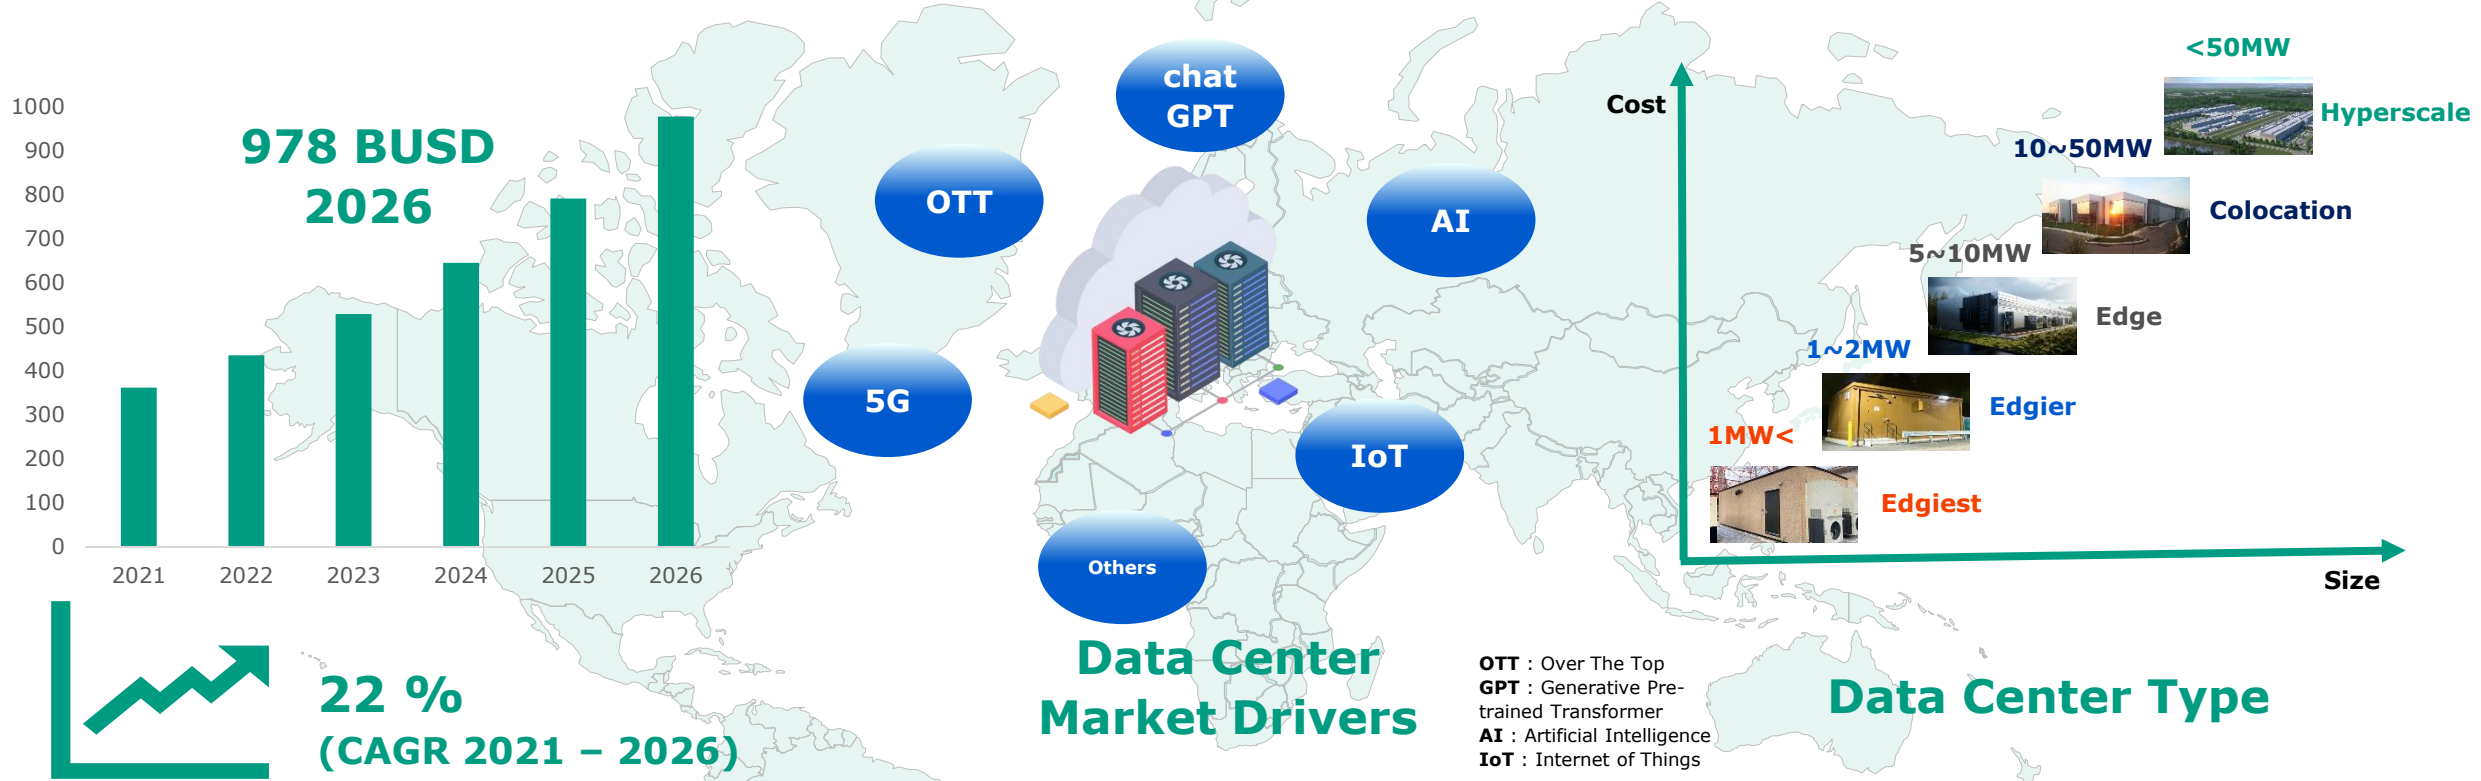 1000
900
800
700
600
500
400
300
200
100
0
2021
2022
2023
2024
2025
2026
978 BUSD
2026
22 %
(CAGR 2021 – 2026)
chat
GPT
OTT
AI
5G
IoT
Others
Data Center
Market Drivers
OTT : Over The Top
GPT : Generative Pre-
trained Transformer
AI : Artificial Intelligence
IoT : Internet of Things
Cost
<50MW
Hyperscale
10~50MW
Colocation
5~10MW
Edge
1~2MW
Edgier
1MW<
Edgiest
Size
Data Center Type